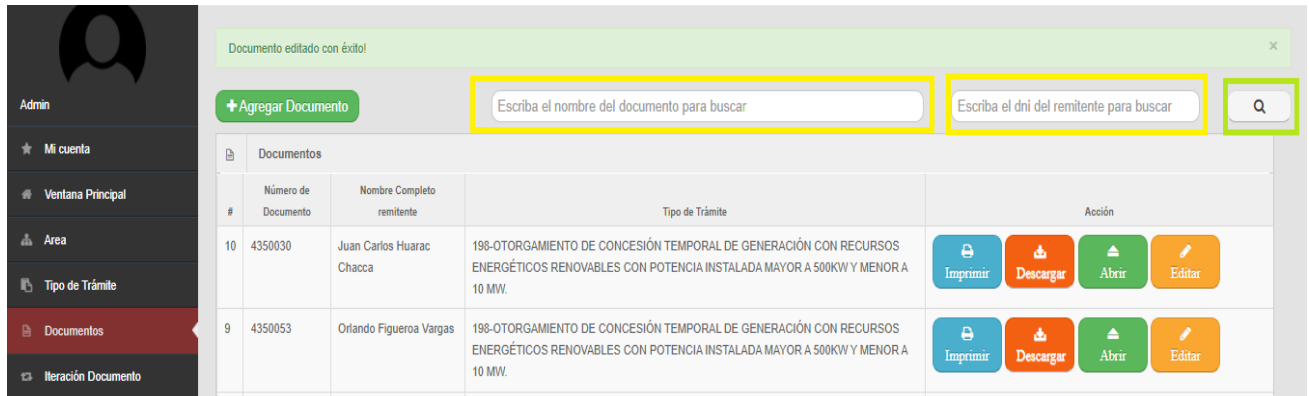 Documento editado con éxito!
×
Admin
Agregar Documento
Escriba el nombre del documento para buscar
Escriba el dni del remitente para buscar
Mi cuenta
Ventana Principal
Area
Tipo de Trámite
Documentos
Iteración Documento
Documentos
#
Número de
Documento
Nombre Completo
remitente
Tipo de Trámite
Acción
10
4350030
Juan Carlos Huarac
Chacca
198-OTORGAMIENTO DE CONCESIÓN TEMPORAL DE GENERACIÓN CON RECURSOS
ENERGÉTICOS RENOVABLES CON POTENCIA INSTALADA MAYOR A 500KW Y MENOR A
10 MW.
Imprimir
Descargar
Abrir
Editar
9
4350053
Orlando Figueroa Vargas
198-OTORGAMIENTO DE CONCESIÓN TEMPORAL DE GENERACIÓN CON RECURSOS
ENERGÉTICOS RENOVABLES CON POTENCIA INSTALADA MAYOR A 500KW Y MENOR A
10 MW.
Imprimir
Descargar
Abrir
Editar